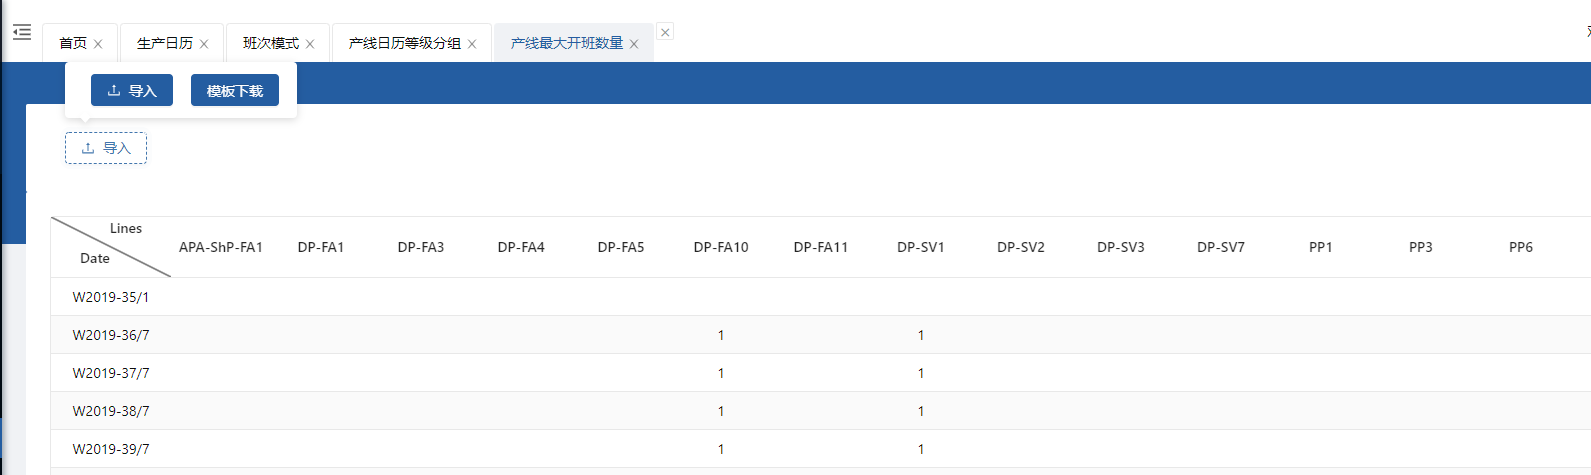 首页 生产日历 班次模式 产线日历等级分组 产线最大开班数量
导入 模板下载
导入
Lines
Date
APA-ShP-FA1 DP-FA1 DP-FA3 DP-FA4 DP-FA5 DP-FA10 DP-FA11 DP-SV1 DP-SV2 DP-SV3 DP-SV7 PP1 PP3 PP6
W2019-35/1
W2019-36/7 1 1
W2019-37/7 1 1
W2019-38/7 1 1
W2019-39/7 1 1